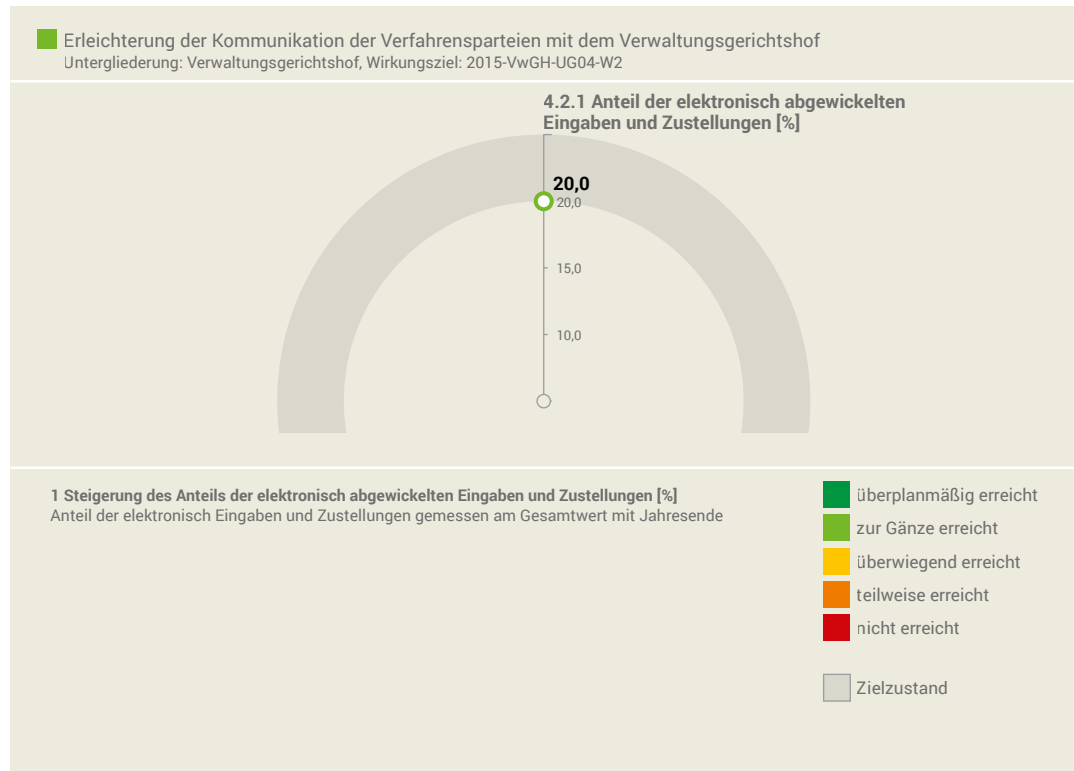 Erleichterung der Kommunikation der Verfahrensparteien mit dem Verwaltungsgerichtshof
Untergliederung: Verwaltungsgerichtshof, Wirkungsziel: 2015-VwGH-UG04-W2
4.2.1 Anteil der elektronisch abgewickelten
Eingaben und Zustellungen [%]
20,0
20,0
15,0
10,0
1 Steigerung des Anteils der elektronisch abgewickelten Eingaben und Zustellungen [%]
Anteil der elektronisch Eingaben und Zustellungen gemessen am Gesamtwert mit Jahresende
überplanmäßig erreicht
zur Gänze erreicht
überwiegend erreicht
teilweise erreicht
nicht erreicht
Zielzustand